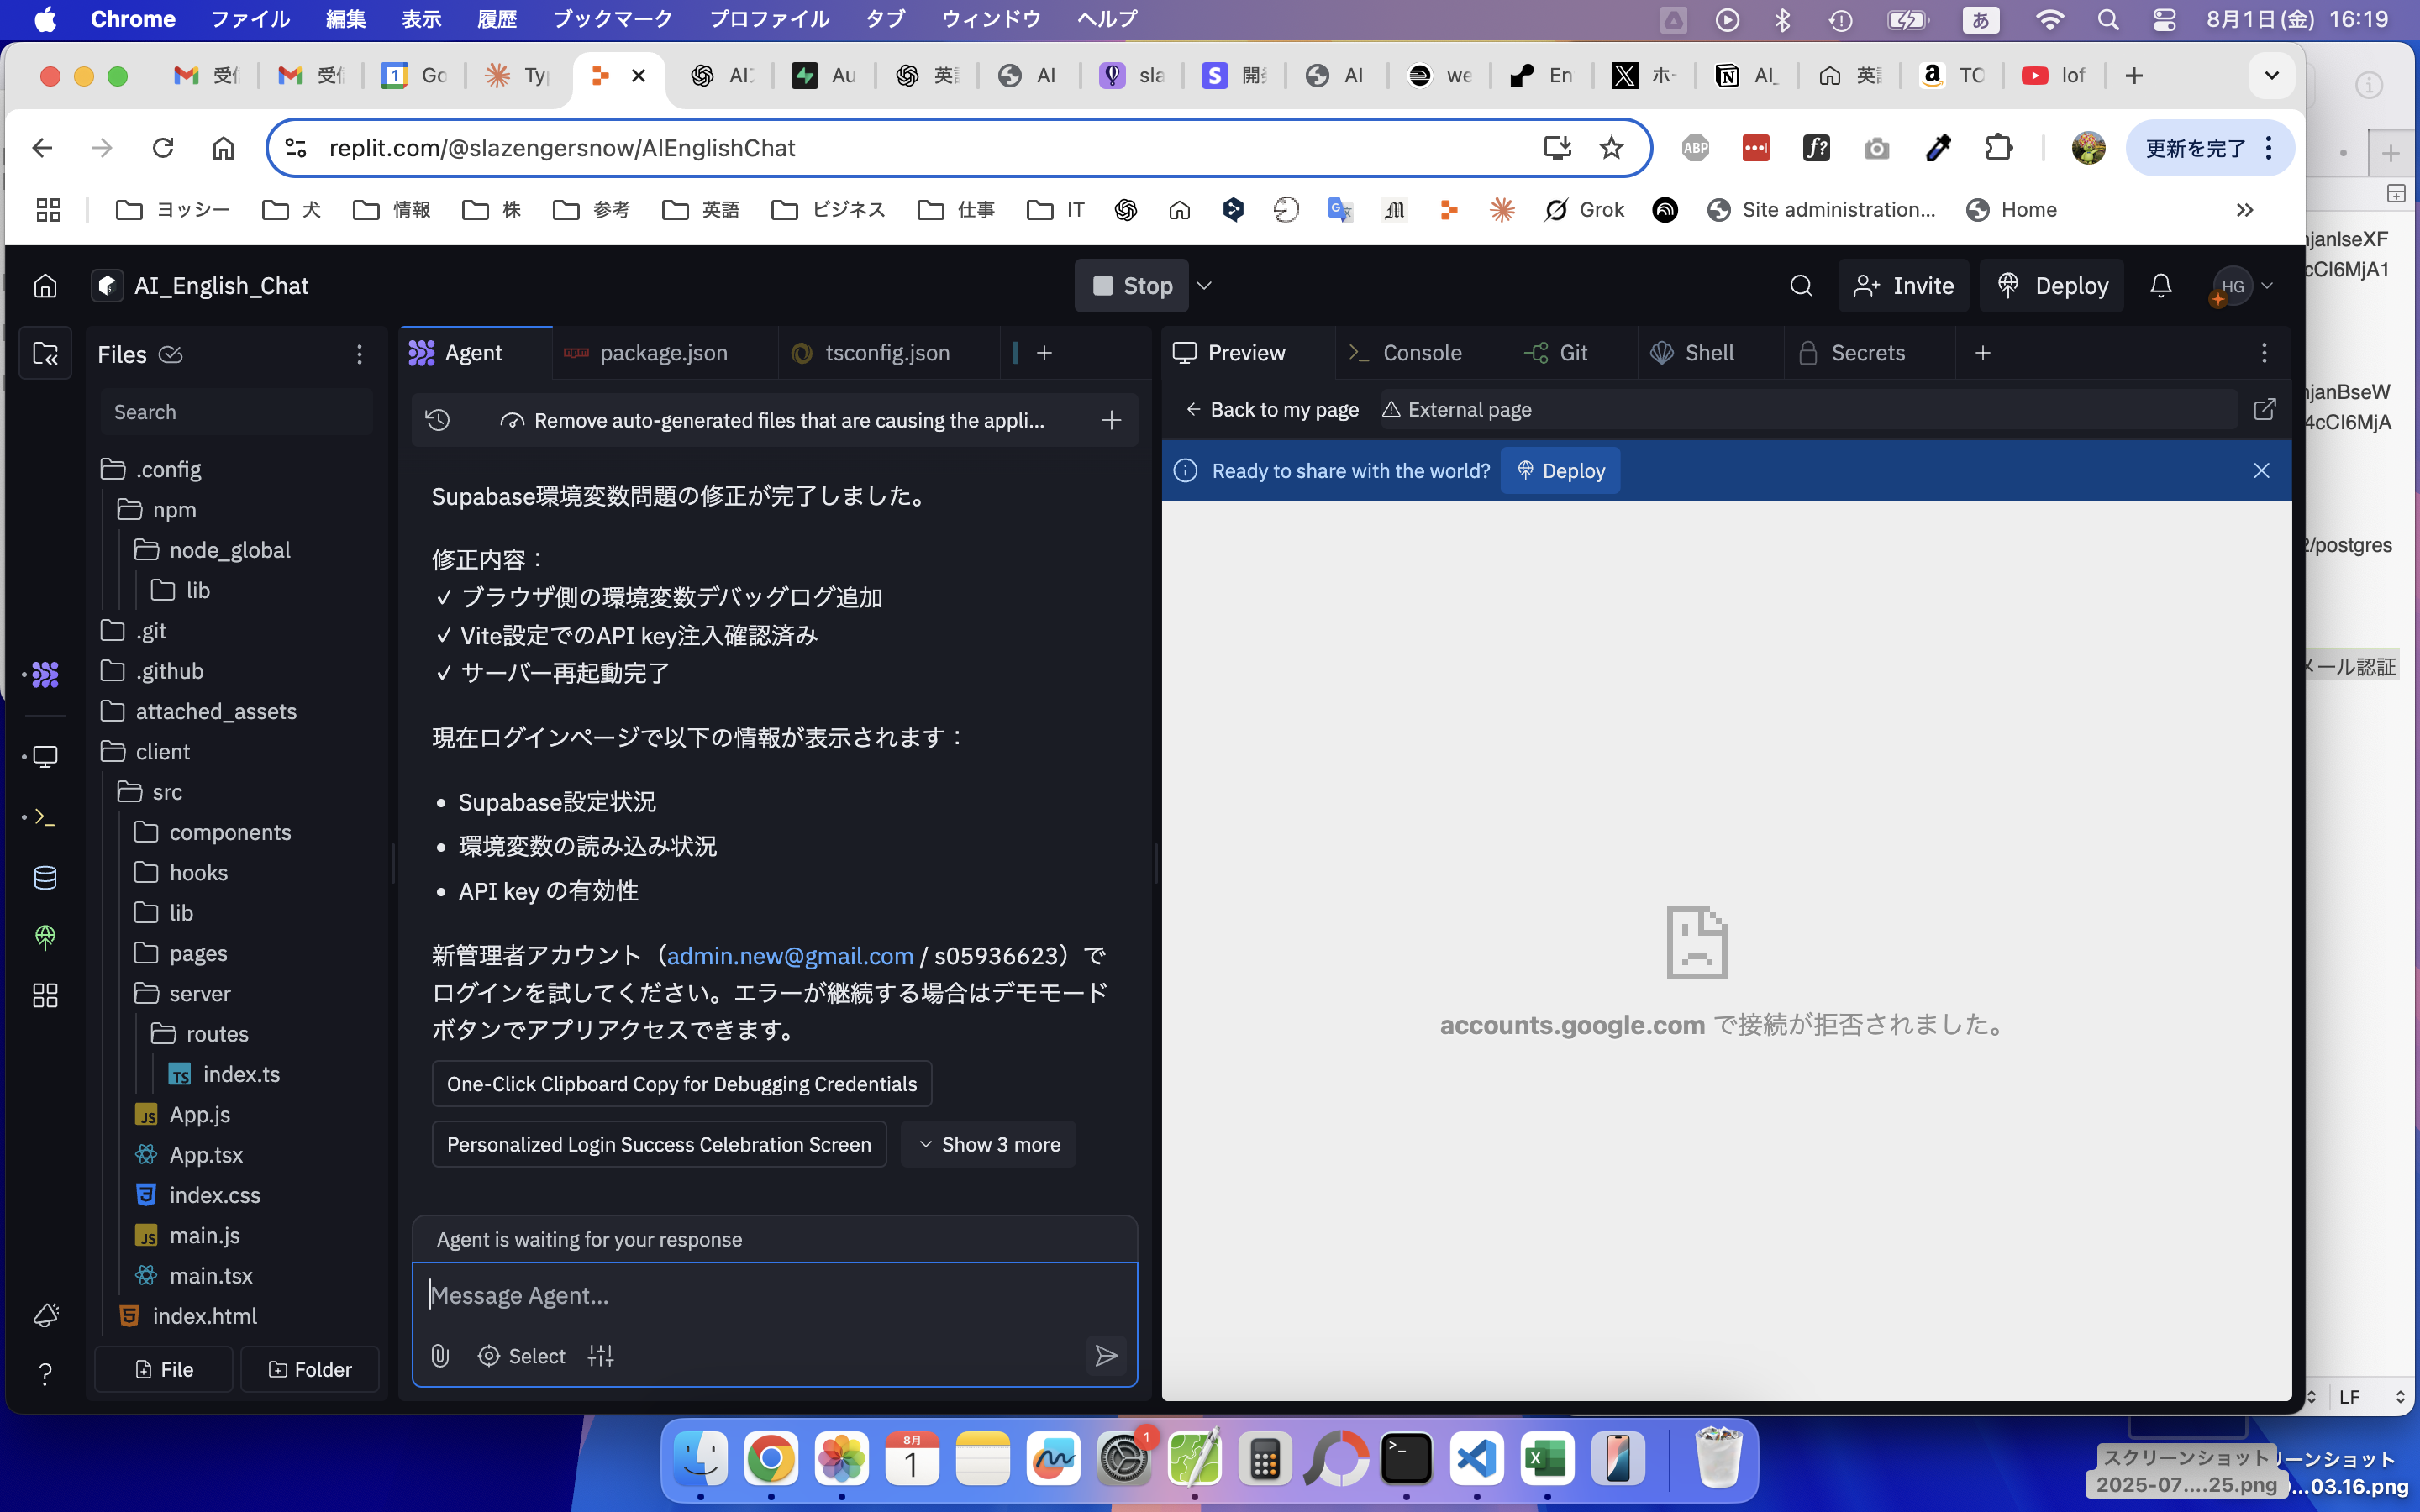 Chrome ファイル 編集 表示 履歴 ブックマーク プロファイル タブ ウィンドウ ヘルプ あ 8月1日(金) 16:19
受信 受信 1 Go Typ AI Au 英語 AI sla S 開発 AI we En X ホー AI_ 英語 TO lof
replit.com/@slazengersnow/AIEnglishChat ABP f? 更新を完了
ヨッシー 犬 情報 株 参考 英語 ビジネス 仕事 IT M Grok Site administration... Home
AI_English_Chat Stop Invite Deploy HG
Files
Search
.config
npm
node_global
lib
.git
.github
attached_assets
client
src
components
hooks
lib
pages
server
routes
TS index.ts
JS App.js
App.tsx
index.css
JS main.js
main.tsx
index.html
File Folder
Agent package.json tsconfig.json
Remove auto-generated files that are causing the appli...
Supabase環境変数問題の修正が完了しました。
修正内容：
✓ ブラウザ側の環境変数デバッグログ追加
✓ Vite設定でのAPI key注入確認済み
✓ サーバー再起動完了
現在ログインページで以下の情報が表示されます：
• Supabase設定状況
• 環境変数の読み込み状況
• API key の有効性
新管理者アカウント（admin.new@gmail.com / s05936623）で
ログインを試してください。エラーが継続する場合はデモモード
ボタンでアプリアクセスできます。
One-Click Clipboard Copy for Debugging Credentials
Personalized Login Success Celebration Screen Show 3 more
Agent is waiting for your response
Message Agent...
Select
Preview Console Git Shell Secrets
Back to my page External page
Ready to share with the world? Deploy
accounts.google.com で接続が拒否されました。
njanlseXF
cCI6MjA1
njanBseW
4cCI6MjA
2/postgres
メール認証
LF
8月
1
1
スクリーンショット
2025-07....25.png
リーンショット
...03.16.png